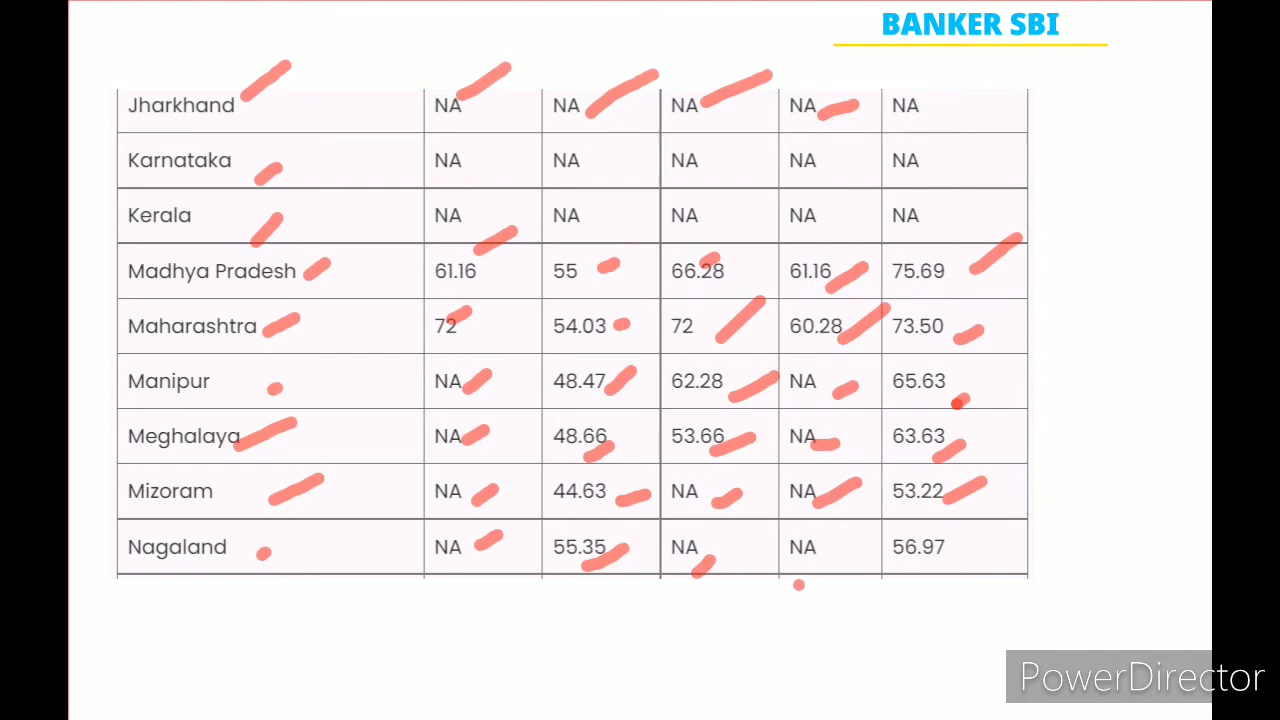 BANKER SBI
Jharkhand NA NA NA NA NA
Karnataka NA NA NA NA NA
Kerala NA NA NA NA NA
Madhya Pradesh 61.16 55 66.28 61.16 75.69
Maharashtra 72 54.03 72 60.28 73.50
Manipur NA 48.47 62.28 NA 65.63
Meghalaya NA 48.66 53.66 NA 63.63
Mizoram NA 44.63 NA NA 53.22
Nagaland NA 55.35 NA NA 56.97
PowerDirector